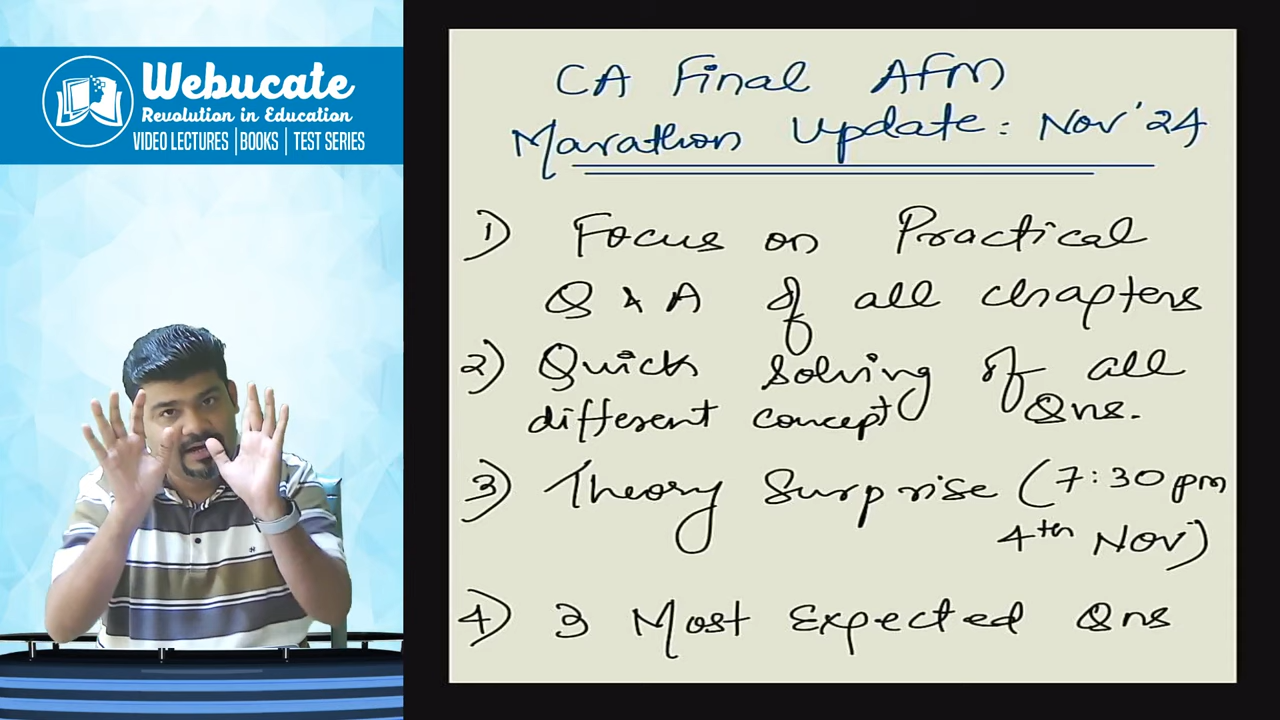 Webucate
Revolution in Education
VIDEO LECTURES | BOOKS | TEST SERIES
CA Final AFM
Marathon Update: Nov'24
1) Focus on Practical
Q & A of all chapters
2) Quick solving of all
different concept Qns.
3) Theory Surprise (7:30 pm
4th Nov)
4) 3 Most Expected Qns